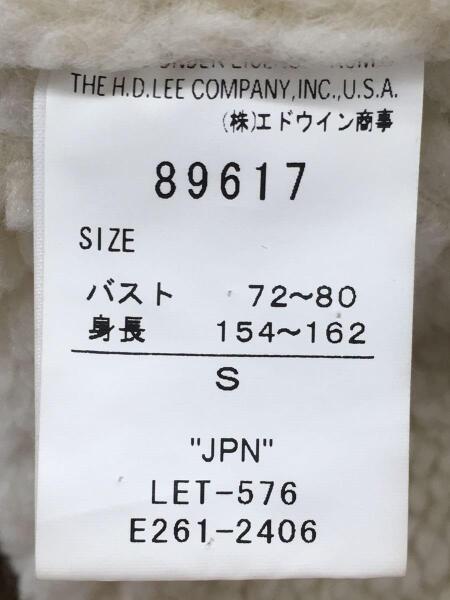 UNDER
THE H.D.LEE COMPANY,INC.,U.S.A.
(株)エドウイン商事
89617
SIZE
バスト 72~80
身長 154~162
S
"JPN"
LET-576
E261-2406